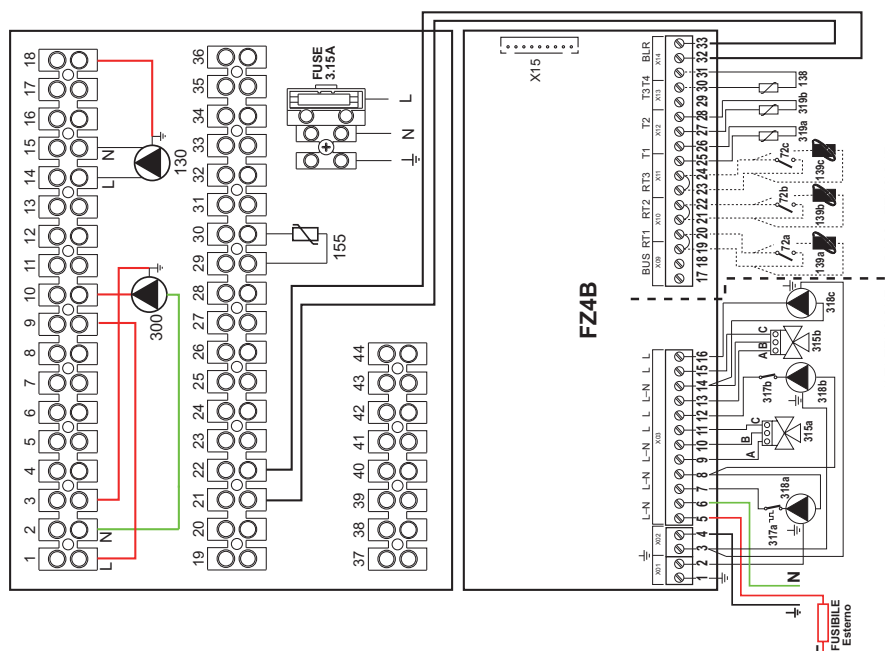 18
17
16
15
14
13
12
11
10
9
8
7
6
5
4
3
2
1
N
L
130
300
N
L
36
35
34
33
32
31
30
29
28
27
26
25
24
23
22
21
20
19
155
FUSE
3.15A
L
N
44
43
42
41
40
39
38
37
X15
FZ4B
BLR
T3 T4
T2
T1
RT3
RT2
RT1
BUS
X14
X13
X12
X11
X10
X09
33
32
31
30
29
28
27
26
25
24
23
22
21
20
19
18
17
138
319b
319a
72c
139c
72b
139b
72a
139a
L
L
L–N
L
L
L–N
L–N
L–N
X03
X02
X01
16
15
14
13
12
11
10
9
8
7
6
5
4
3
2
1
318c
A B C
315b
317b
318b
A B C
315a
318a
317a
N
FUSIBILE
Esterno